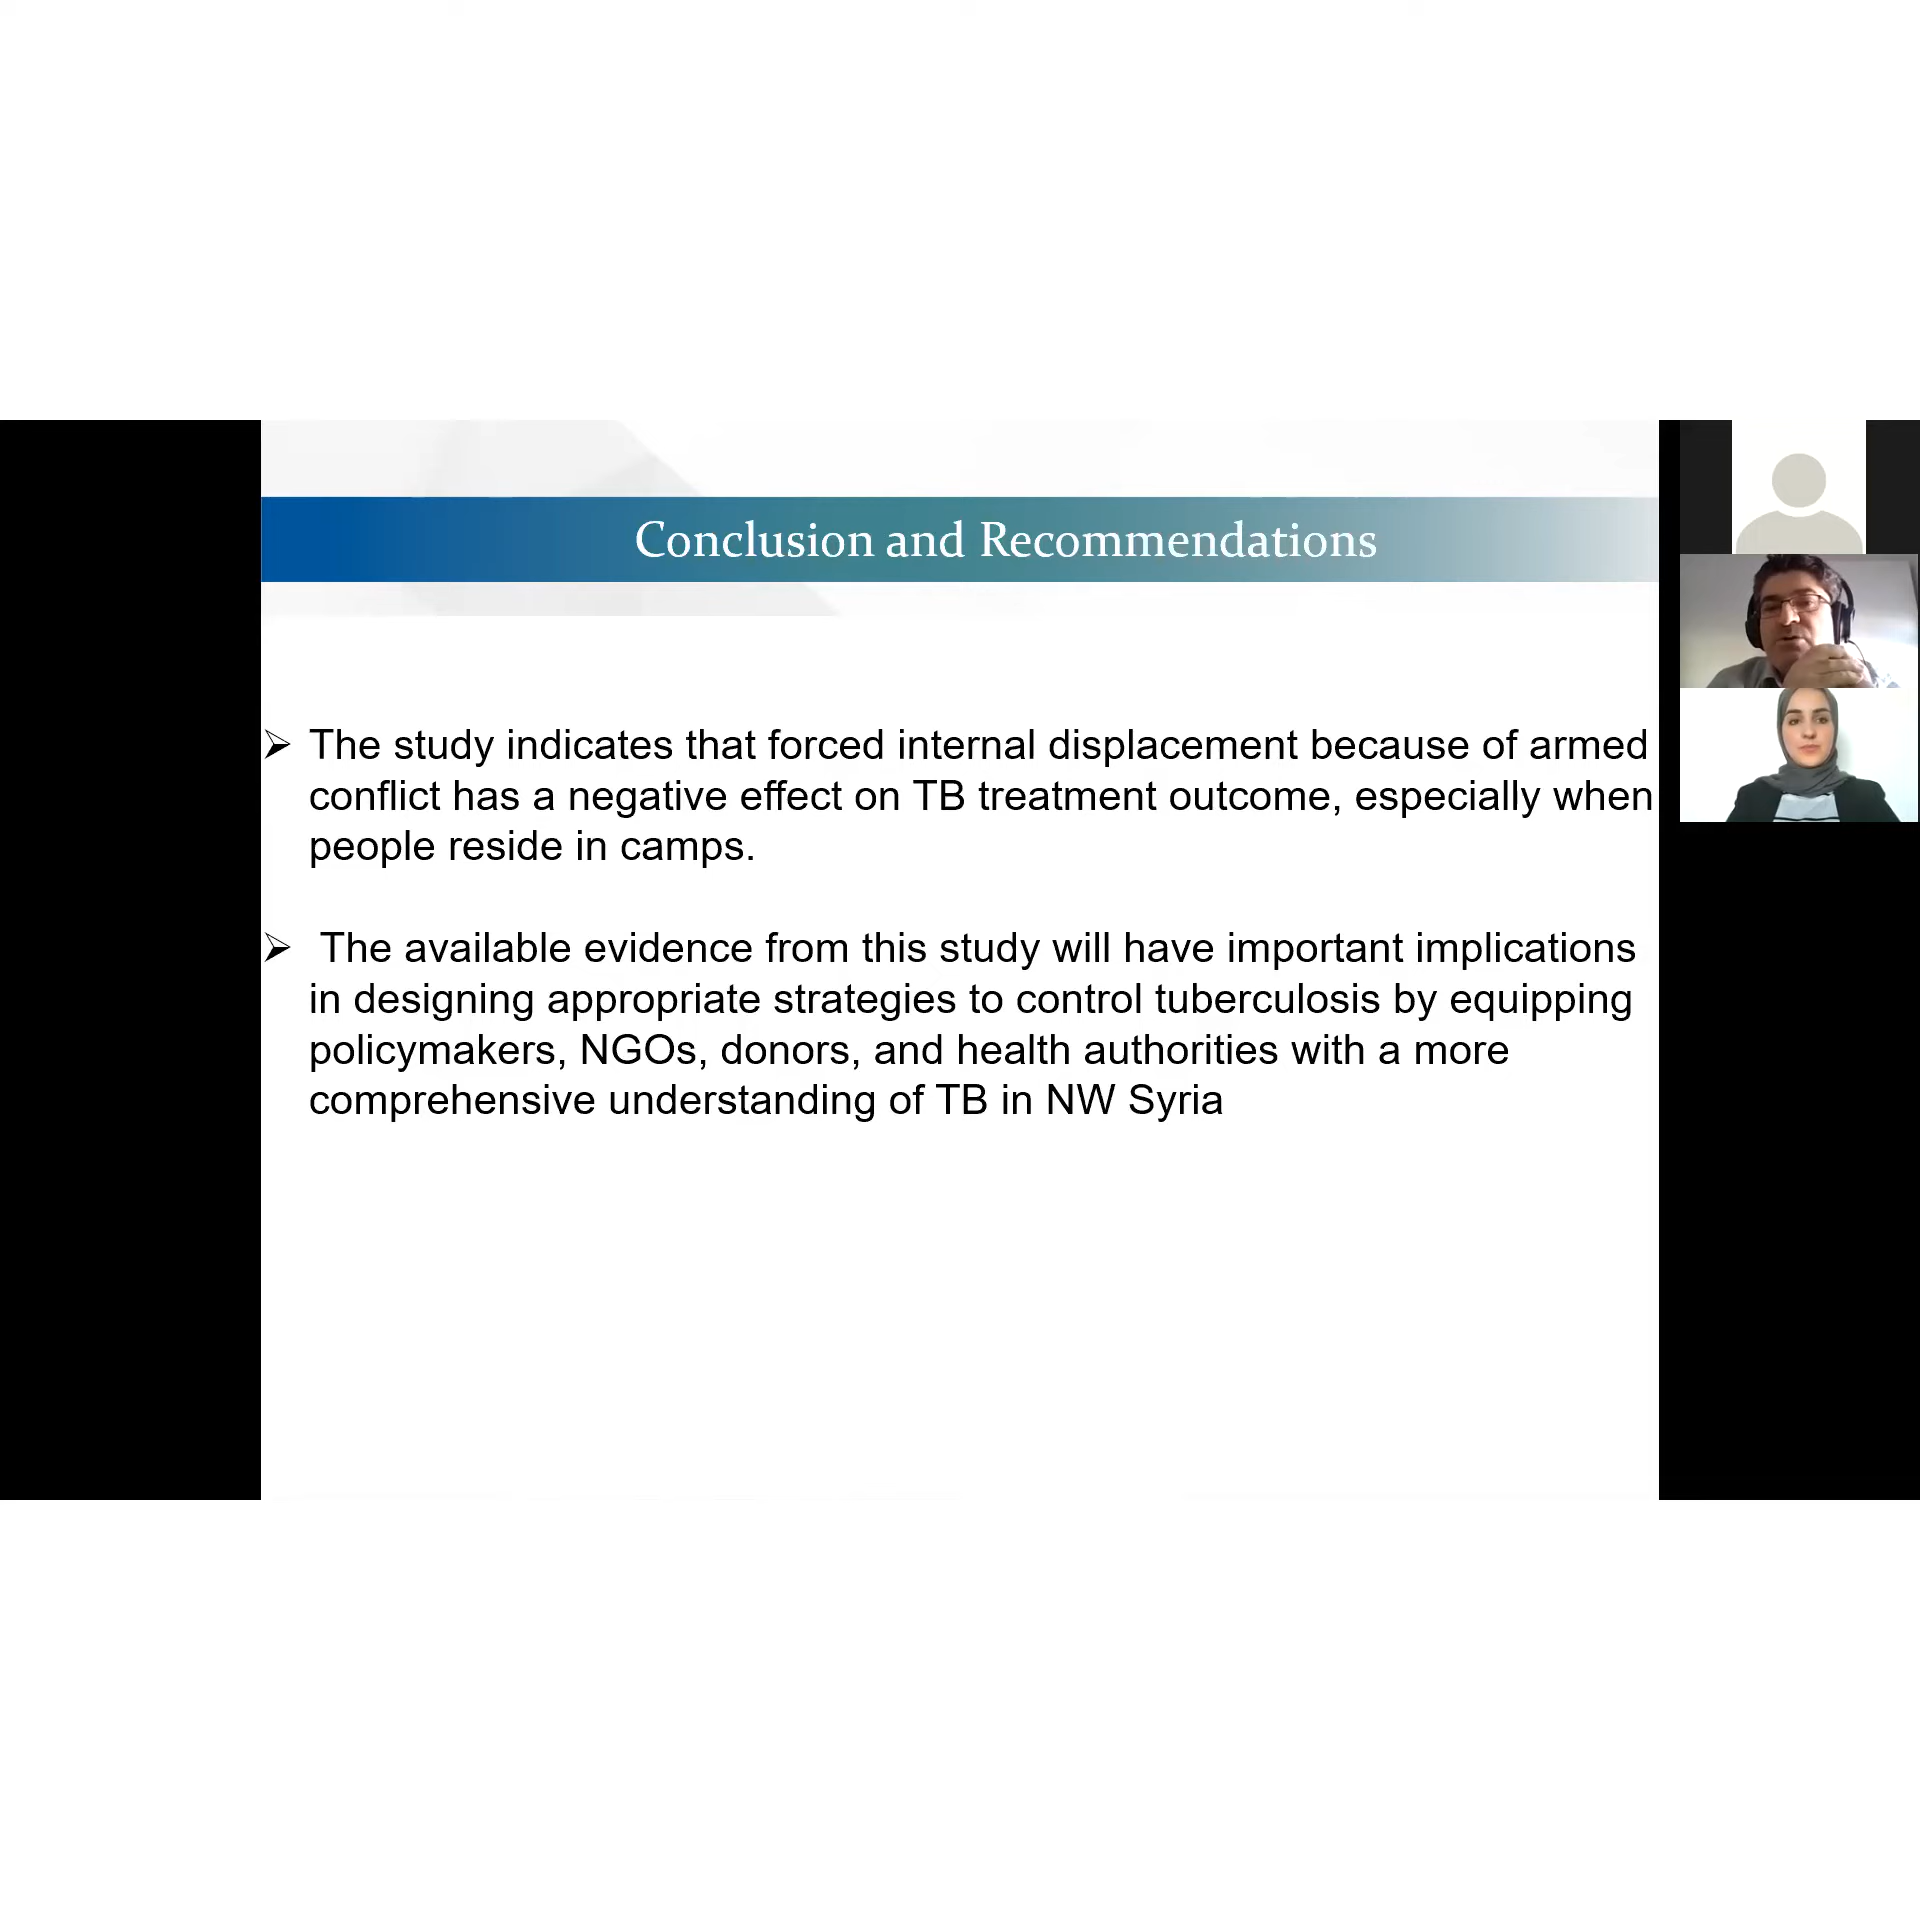 Conclusion and Recommendations
➢ The study indicates that forced internal displacement because of armed
conflict has a negative effect on TB treatment outcome, especially when
people reside in camps.
➢ The available evidence from this study will have important implications
in designing appropriate strategies to control tuberculosis by equipping
policymakers, NGOs, donors, and health authorities with a more
comprehensive understanding of TB in NW Syria